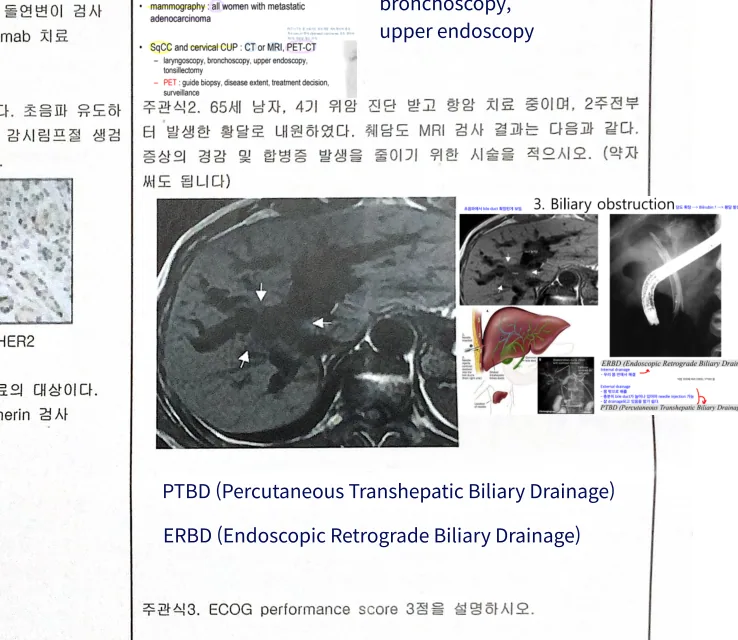 돌연변이 검사
mab 치료
다. 초음파 유도하
감시림프절 생검
HER2
료의 대상이다.
herin 검사
• mammography : all women with metastatic
adenocarcinoma
• SqCC and cervical CUP : CT or MRI, PET-CT
– laryngoscopy, bronchoscopy, upper endoscopy,
tonsillectomy
– PET : guide biopsy, disease extent, treatment decision,
surveillance
bronchoscopy,
upper endoscopy
주관식2. 65세 남자, 4기 위암 진단 받고 항암 치료 중이며, 2주전부
터 발생한 황달로 내원하였다. 췌담도 MRI 검사 결과는 다음과 같다.
증상의 경감 및 합병증 발생을 줄이기 위한 시술을 적으시오. (약자
써도 됩니다)
3. Biliary obstruction
ERBD (Endoscopic Retrograde Biliary Drain
Internal drainage
External drainage
PTBD (Percutaneous Transhepatic Biliary Drainage
PTBD (Percutaneous Transhepatic Biliary Drainage)
ERBD (Endoscopic Retrograde Biliary Drainage)
주관식3. ECOG performance score 3점을 설명하시오.